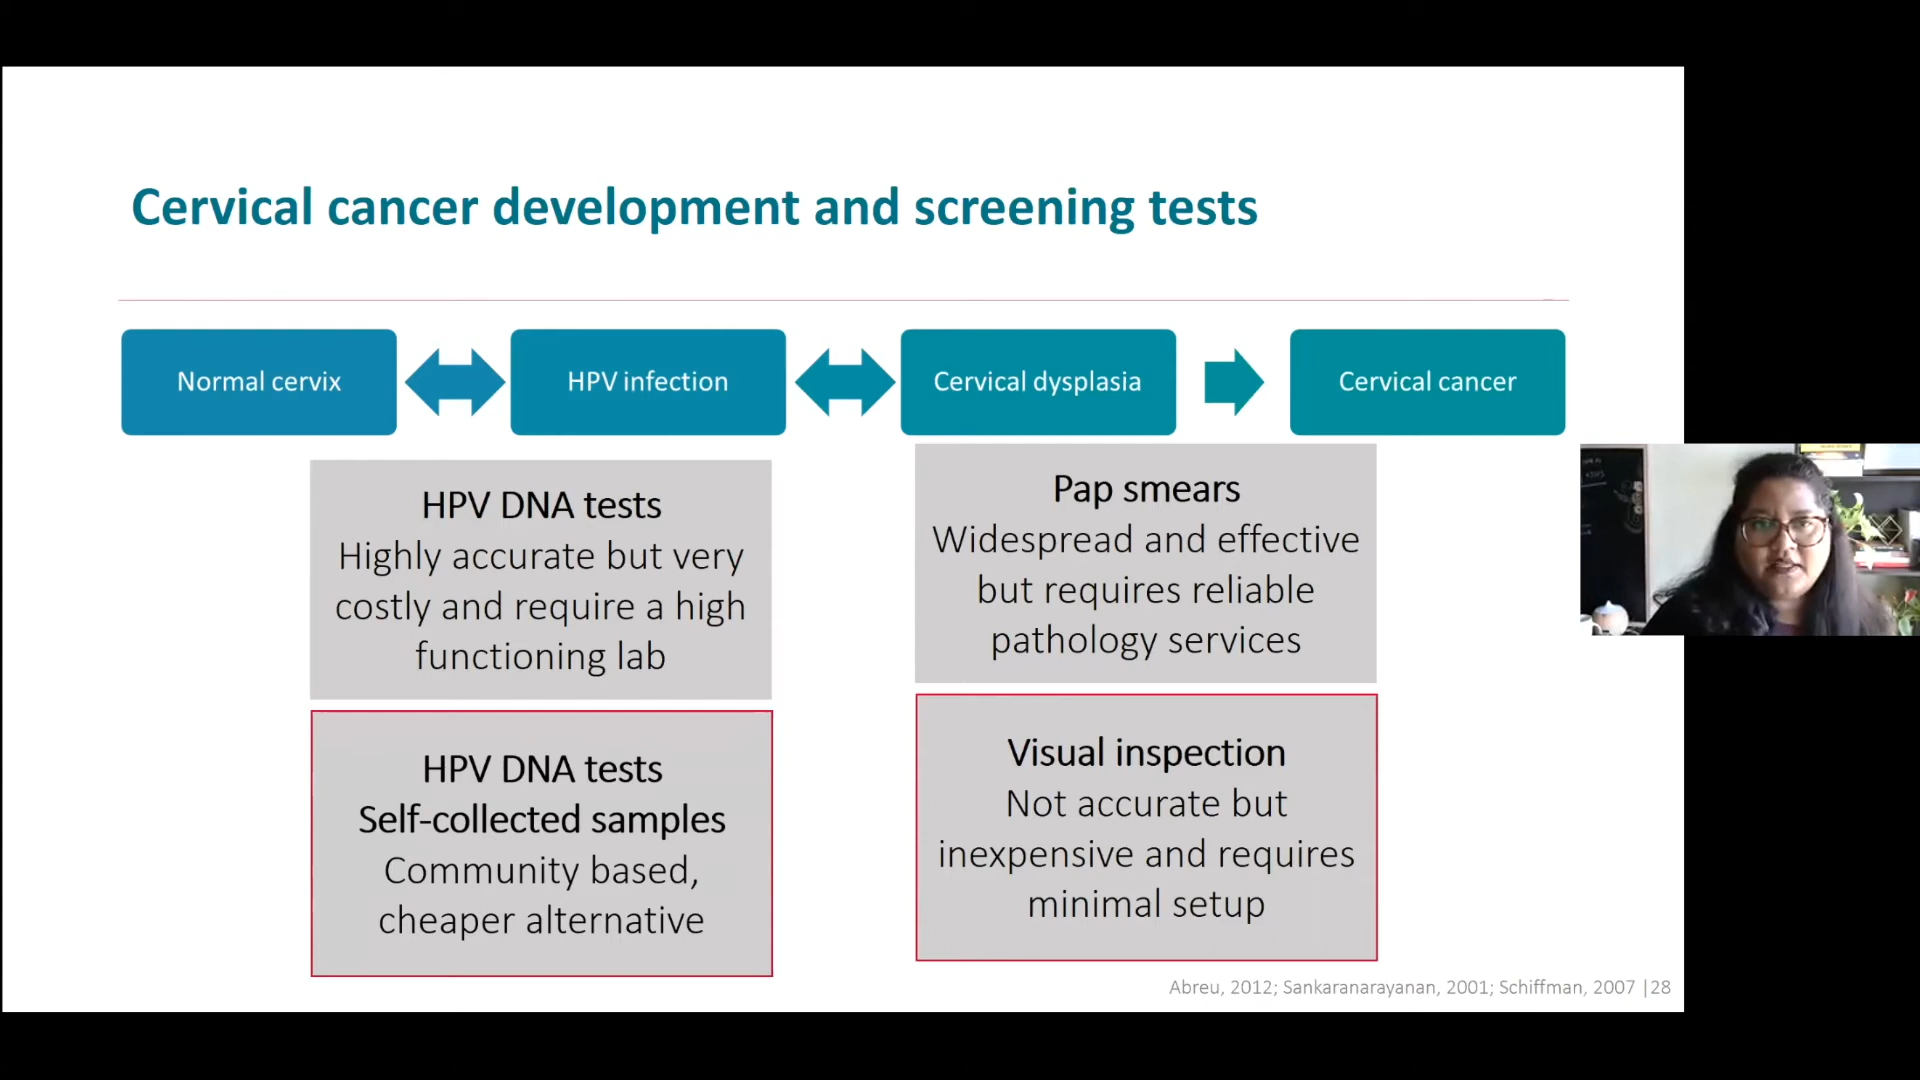 Cervical cancer development and screening tests
Normal cervix
HPV infection
Cervical dysplasia
Cervical cancer
HPV DNA tests
Highly accurate but very
costly and require a high
functioning lab
Pap smears
Widespread and effective
but requires reliable
pathology services
HPV DNA tests
Self-collected samples
Community based,
cheaper alternative
Visual inspection
Not accurate but
inexpensive and requires
minimal setup
Abreu, 2012; Sankaranarayanan, 2001; Schiffman, 2007 |28